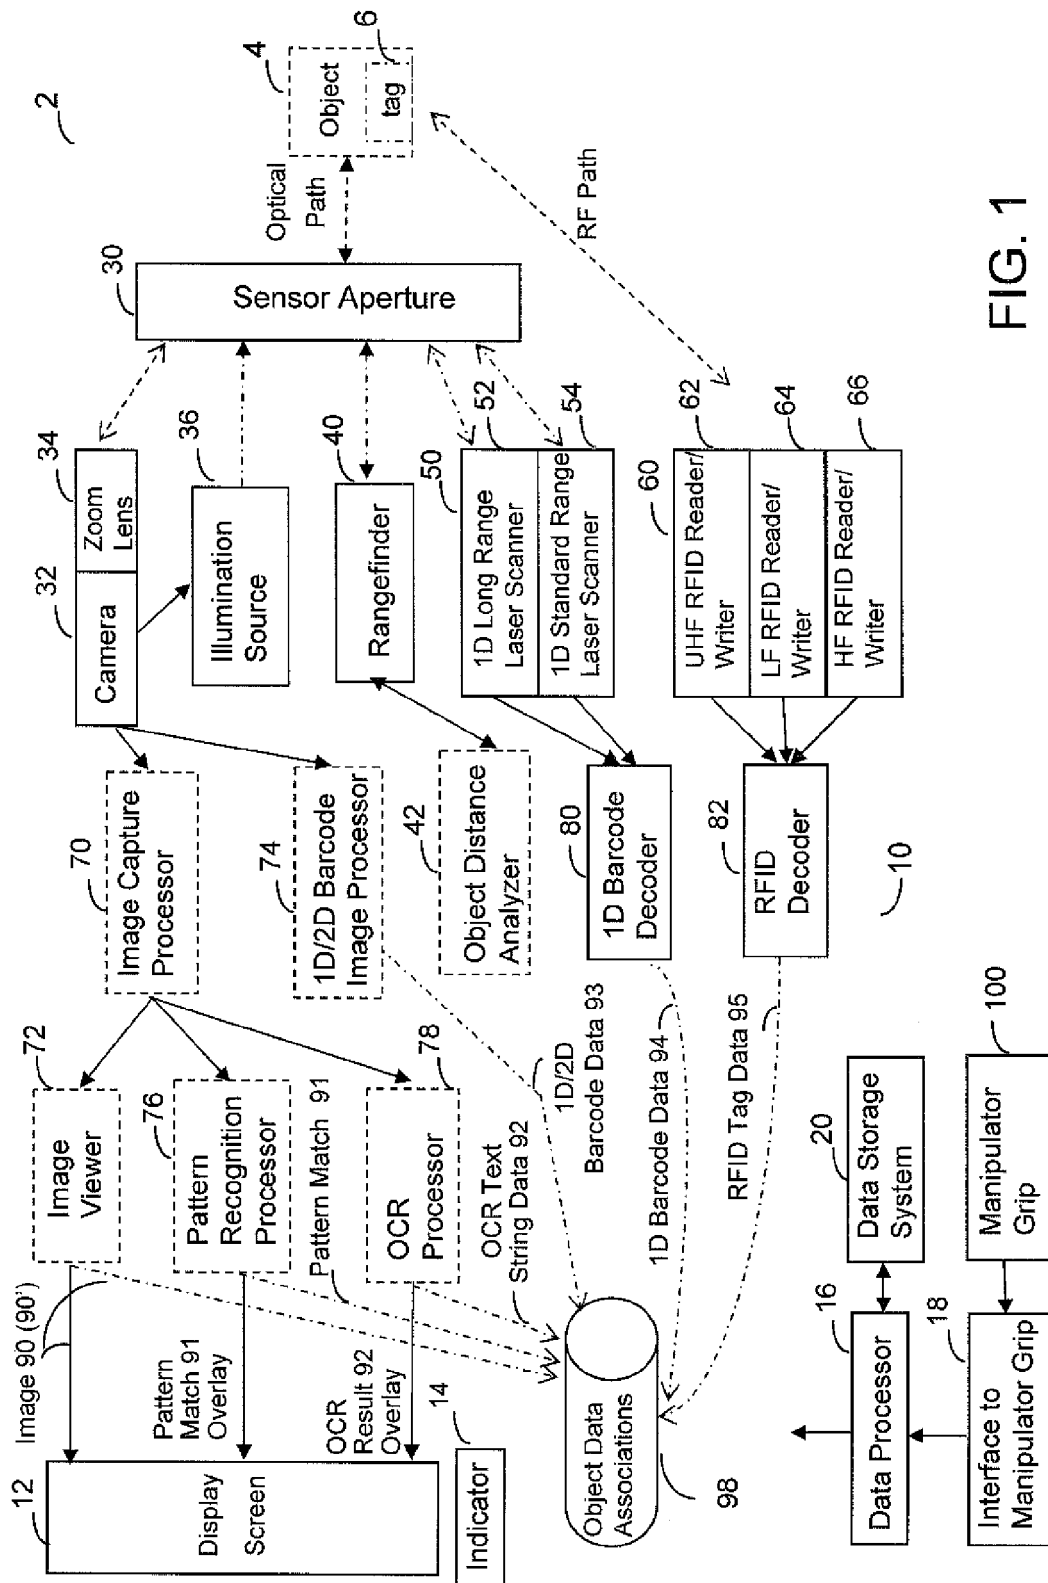 2
12
Display
Screen
Image 90 (90')
Pattern
Match 91
Overlay
OCR
Result 92
Overlay
14
Indicator
72
Image
Viewer
76
Pattern
Recognition
Processor
OCR
Processor
78
Pattern Match 91
OCR Text
String Data 92
70
Image Capture
Processor
74
1D/2D Barcode
Image Processor
1D/2D
Barcode Data 93
1D Barcode Data 94
RFID Tag Data 95
Object Data
Associations
98
32
Camera
34
Zoom
Lens
36
Illumination
Source
40
Rangefinder
42
Object Distance
Analyzer
50
52
1D Long Range
Laser Scanner
54
1D Standard Range
Laser Scanner
80
1D Barcode
Decoder
60
62
UHF RFID Reader/
Writer
64
LF RFID Reader/
Writer
66
HF RFID Reader/
Writer
82
RFID
Decoder
10
30
Sensor Aperture
Optical
Path
4
Object
6
tag
RF Path
16
Data Processor
20
Data Storage
System
18
Interface to
Manipulator Grip
100
Manipulator
Grip
FIG. 1